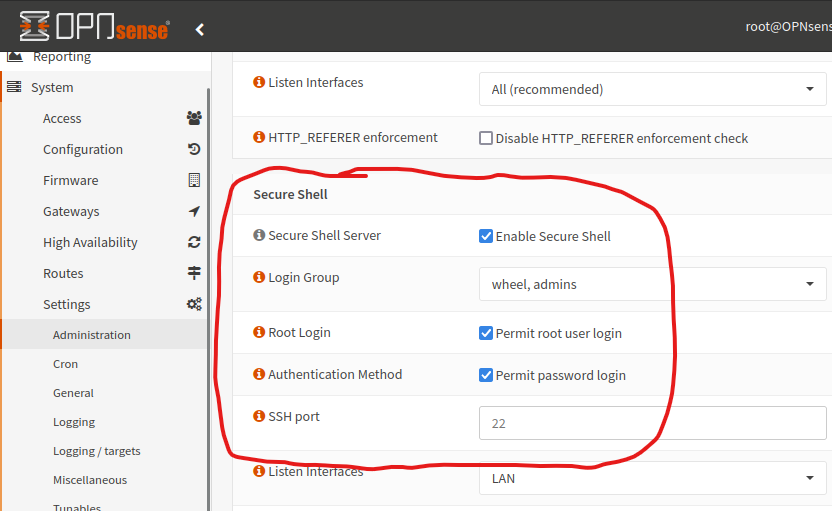 OPNsense
root@OPNsens
Reporting
System
Access
Configuration
Firmware
Gateways
High Availability
Routes
Settings
Administration
Cron
General
Logging
Logging / targets
Miscellaneous
Tunables
Listen Interfaces All (recommended)
HTTP_REFERER enforcement Disable HTTP_REFERER enforcement check
Secure Shell
Secure Shell Server Enable Secure Shell
Login Group wheel, admins
Root Login Permit root user login
Authentication Method Permit password login
SSH port 22
Listen Interfaces LAN